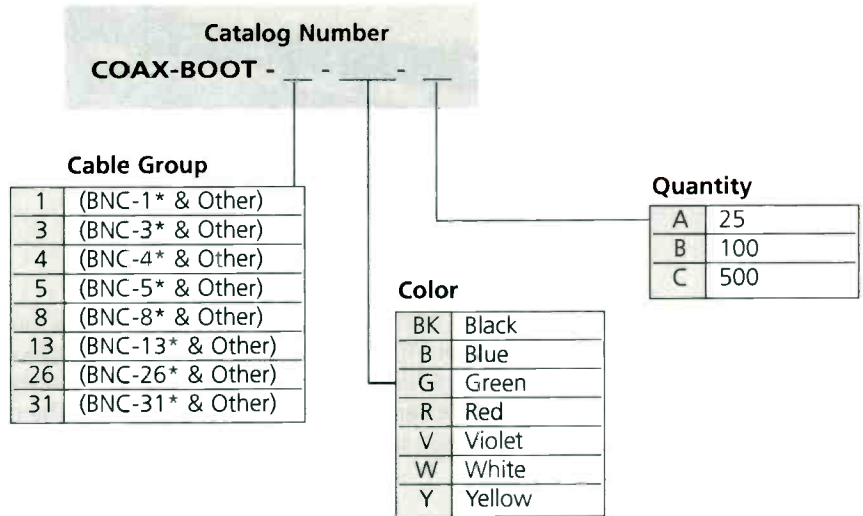 Catalog Number
COAX-BOOT - __ - ___ - __
Cable Group
1 (BNC-1* & Other)
3 (BNC-3* & Other)
4 (BNC-4* & Other)
5 (BNC-5* & Other)
8 (BNC-8* & Other)
13 (BNC-13* & Other)
26 (BNC-26* & Other)
31 (BNC-31* & Other)
Color
BK Black
B Blue
G Green
R Red
V Violet
W White
Y Yellow
Quantity
A 25
B 100
C 500